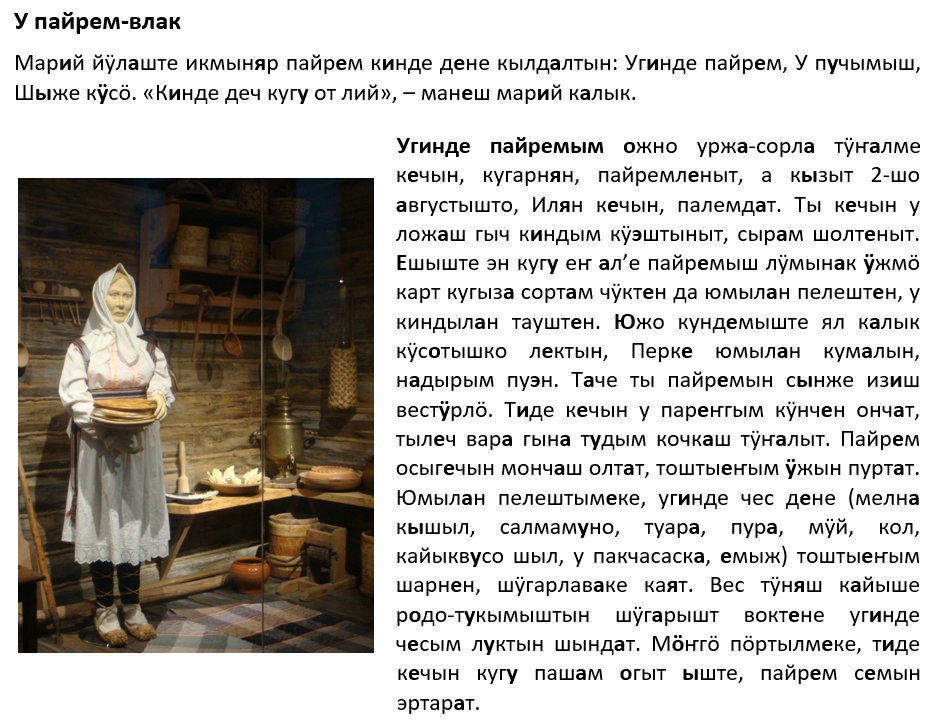 У пайрем-влак
Марий йӱлаште икмыняр пайрем кинде дене кылдалтын: Угинде пайрем, У пучымыш,
Шыже кӱсӧ. «Кинде деч кугу от лий», – манеш марий калык.
Угинде пайремым ожно уржа-сорла тӱҥалме
кечын, кугарнян, пайремленыт, а кызыт 2-шо
августышто, Илян кечын, палемдат. Ты кечын у
ложаш гыч киндым кӱэштыныт, сырам шолтеныт.
Ешыште эн кугу еҥ ал’е пайремыш лӱмынак ӱжмӧ
карт кугыза сортам чӱктен да юмылан пелештен, у
киндылан тауштен. Южо кундемыште ял калык
кӱсотышко лектын, Перке юмылан кумалын,
надырым пуэн. Таче ты пайремын сынже изиш
вестӱрлӧ. Тиде кечын у пареҥгым кӱнчен ончат,
тылеч вара гына тудым кочкаш тӱҥалыт. Пайрем
осыгечын мончаш олтат, тоштыеҥым ӱжын пуртат.
Юмылан пелештымеке, угинде чес дене (мелна
кышыл, салмамуно, туара, пура, мӱй, кол,
кайыквусо шыл, у пакчасаска, емыж) тоштыеҥым
шарнен, шӱгарлаваке каят. Вес тӱняш кайыше
родо-тукымыштын шӱгарышт воктене угинде
чесым луктын шындат. Мӧҥгӧ пӧртылмеке, тиде
кечын кугу пашам огыт ыште, пайрем семын
эртарат.